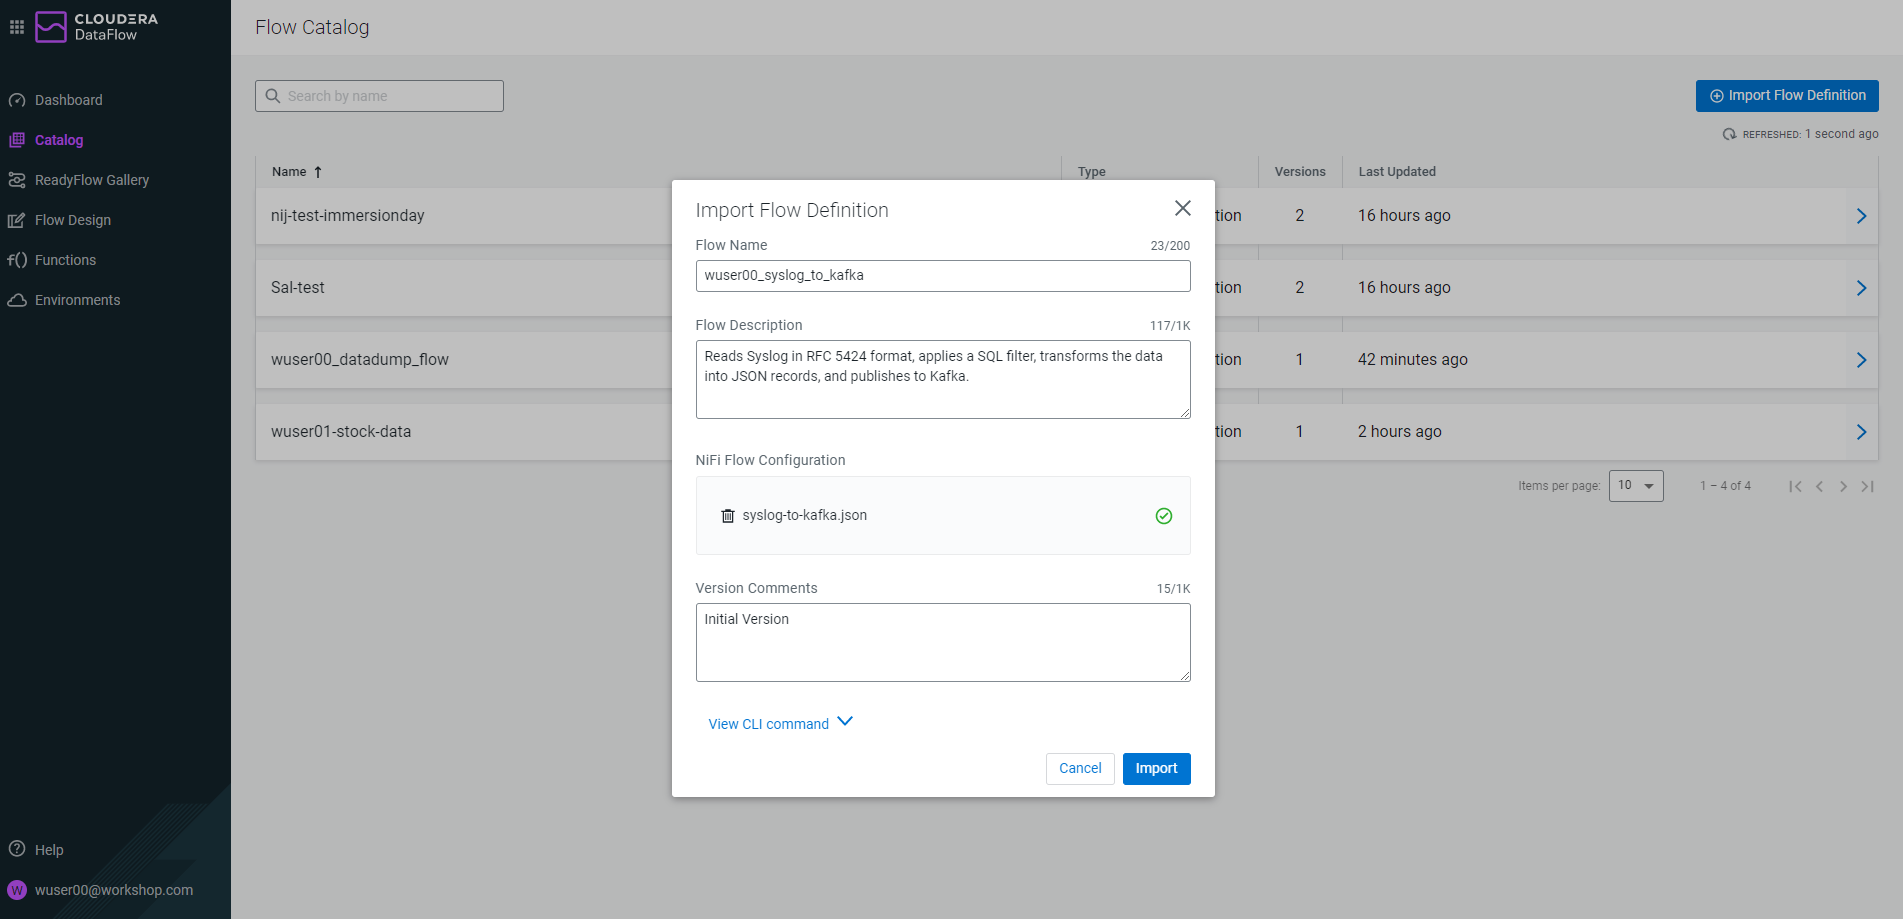 CLOUDERA
DataFlow
Dashboard
Catalog
ReadyFlow Gallery
Flow Design
f() Functions
Environments
Help
W wuser00@workshop.com
Flow Catalog
Search by name
Import Flow Definition
REFRESHED: 1 second ago
Name Type Versions Last Updated
nij-test-immersionday tion 2 16 hours ago
Sal-test tion 2 16 hours ago
wuser00_datadump_flow tion 1 42 minutes ago
wuser01-stock-data tion 1 2 hours ago
Items per page: 10 1 – 4 of 4
Import Flow Definition
Flow Name 23/200
wuser00_syslog_to_kafka
Flow Description 117/1K
Reads Syslog in RFC 5424 format, applies a SQL filter, transforms the data
into JSON records, and publishes to Kafka.
NiFi Flow Configuration
syslog-to-kafka.json
Version Comments 15/1K
Initial Version
View CLI command
Cancel Import